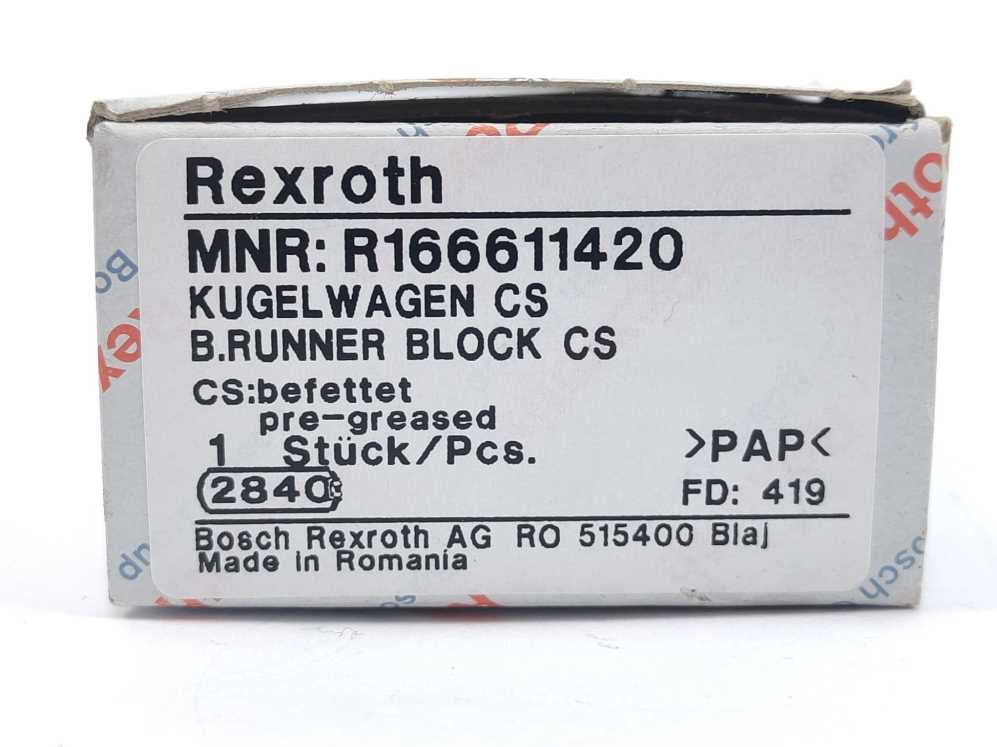 Rexroth
MNR: R166611420
KUGELWAGEN CS
B.RUNNER BLOCK CS
CS:befettet
pre-greased
1 Stück/Pcs.
>PAP<
2840
FD: 419
Bosch Rexroth AG RO 515400 Blaj
Made in Romania